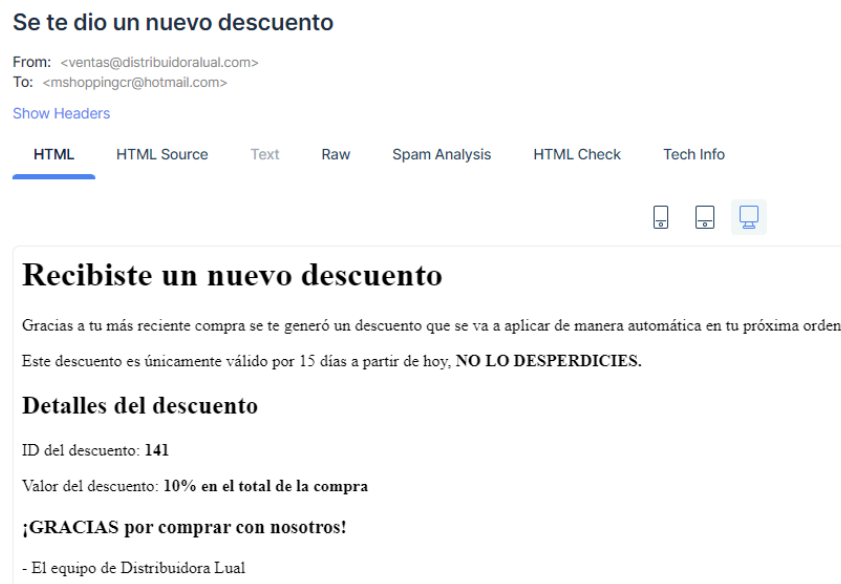 Se te dio un nuevo descuento
From: <ventas@distribuidoralual.com>
To: <mshoppingcr@hotmail.com>
Show Headers
HTML HTML Source Text Raw Spam Analysis HTML Check Tech Info
Recibiste un nuevo descuento
Gracias a tu más reciente compra se te generó un descuento que se va a aplicar de manera automática en tu próxima orden
Este descuento es únicamente válido por 15 días a partir de hoy, NO LO DESPERDICIES.
Detalles del descuento
ID del descuento: 141
Valor del descuento: 10% en el total de la compra
¡GRACIAS por comprar con nosotros!
- El equipo de Distribuidora Lual